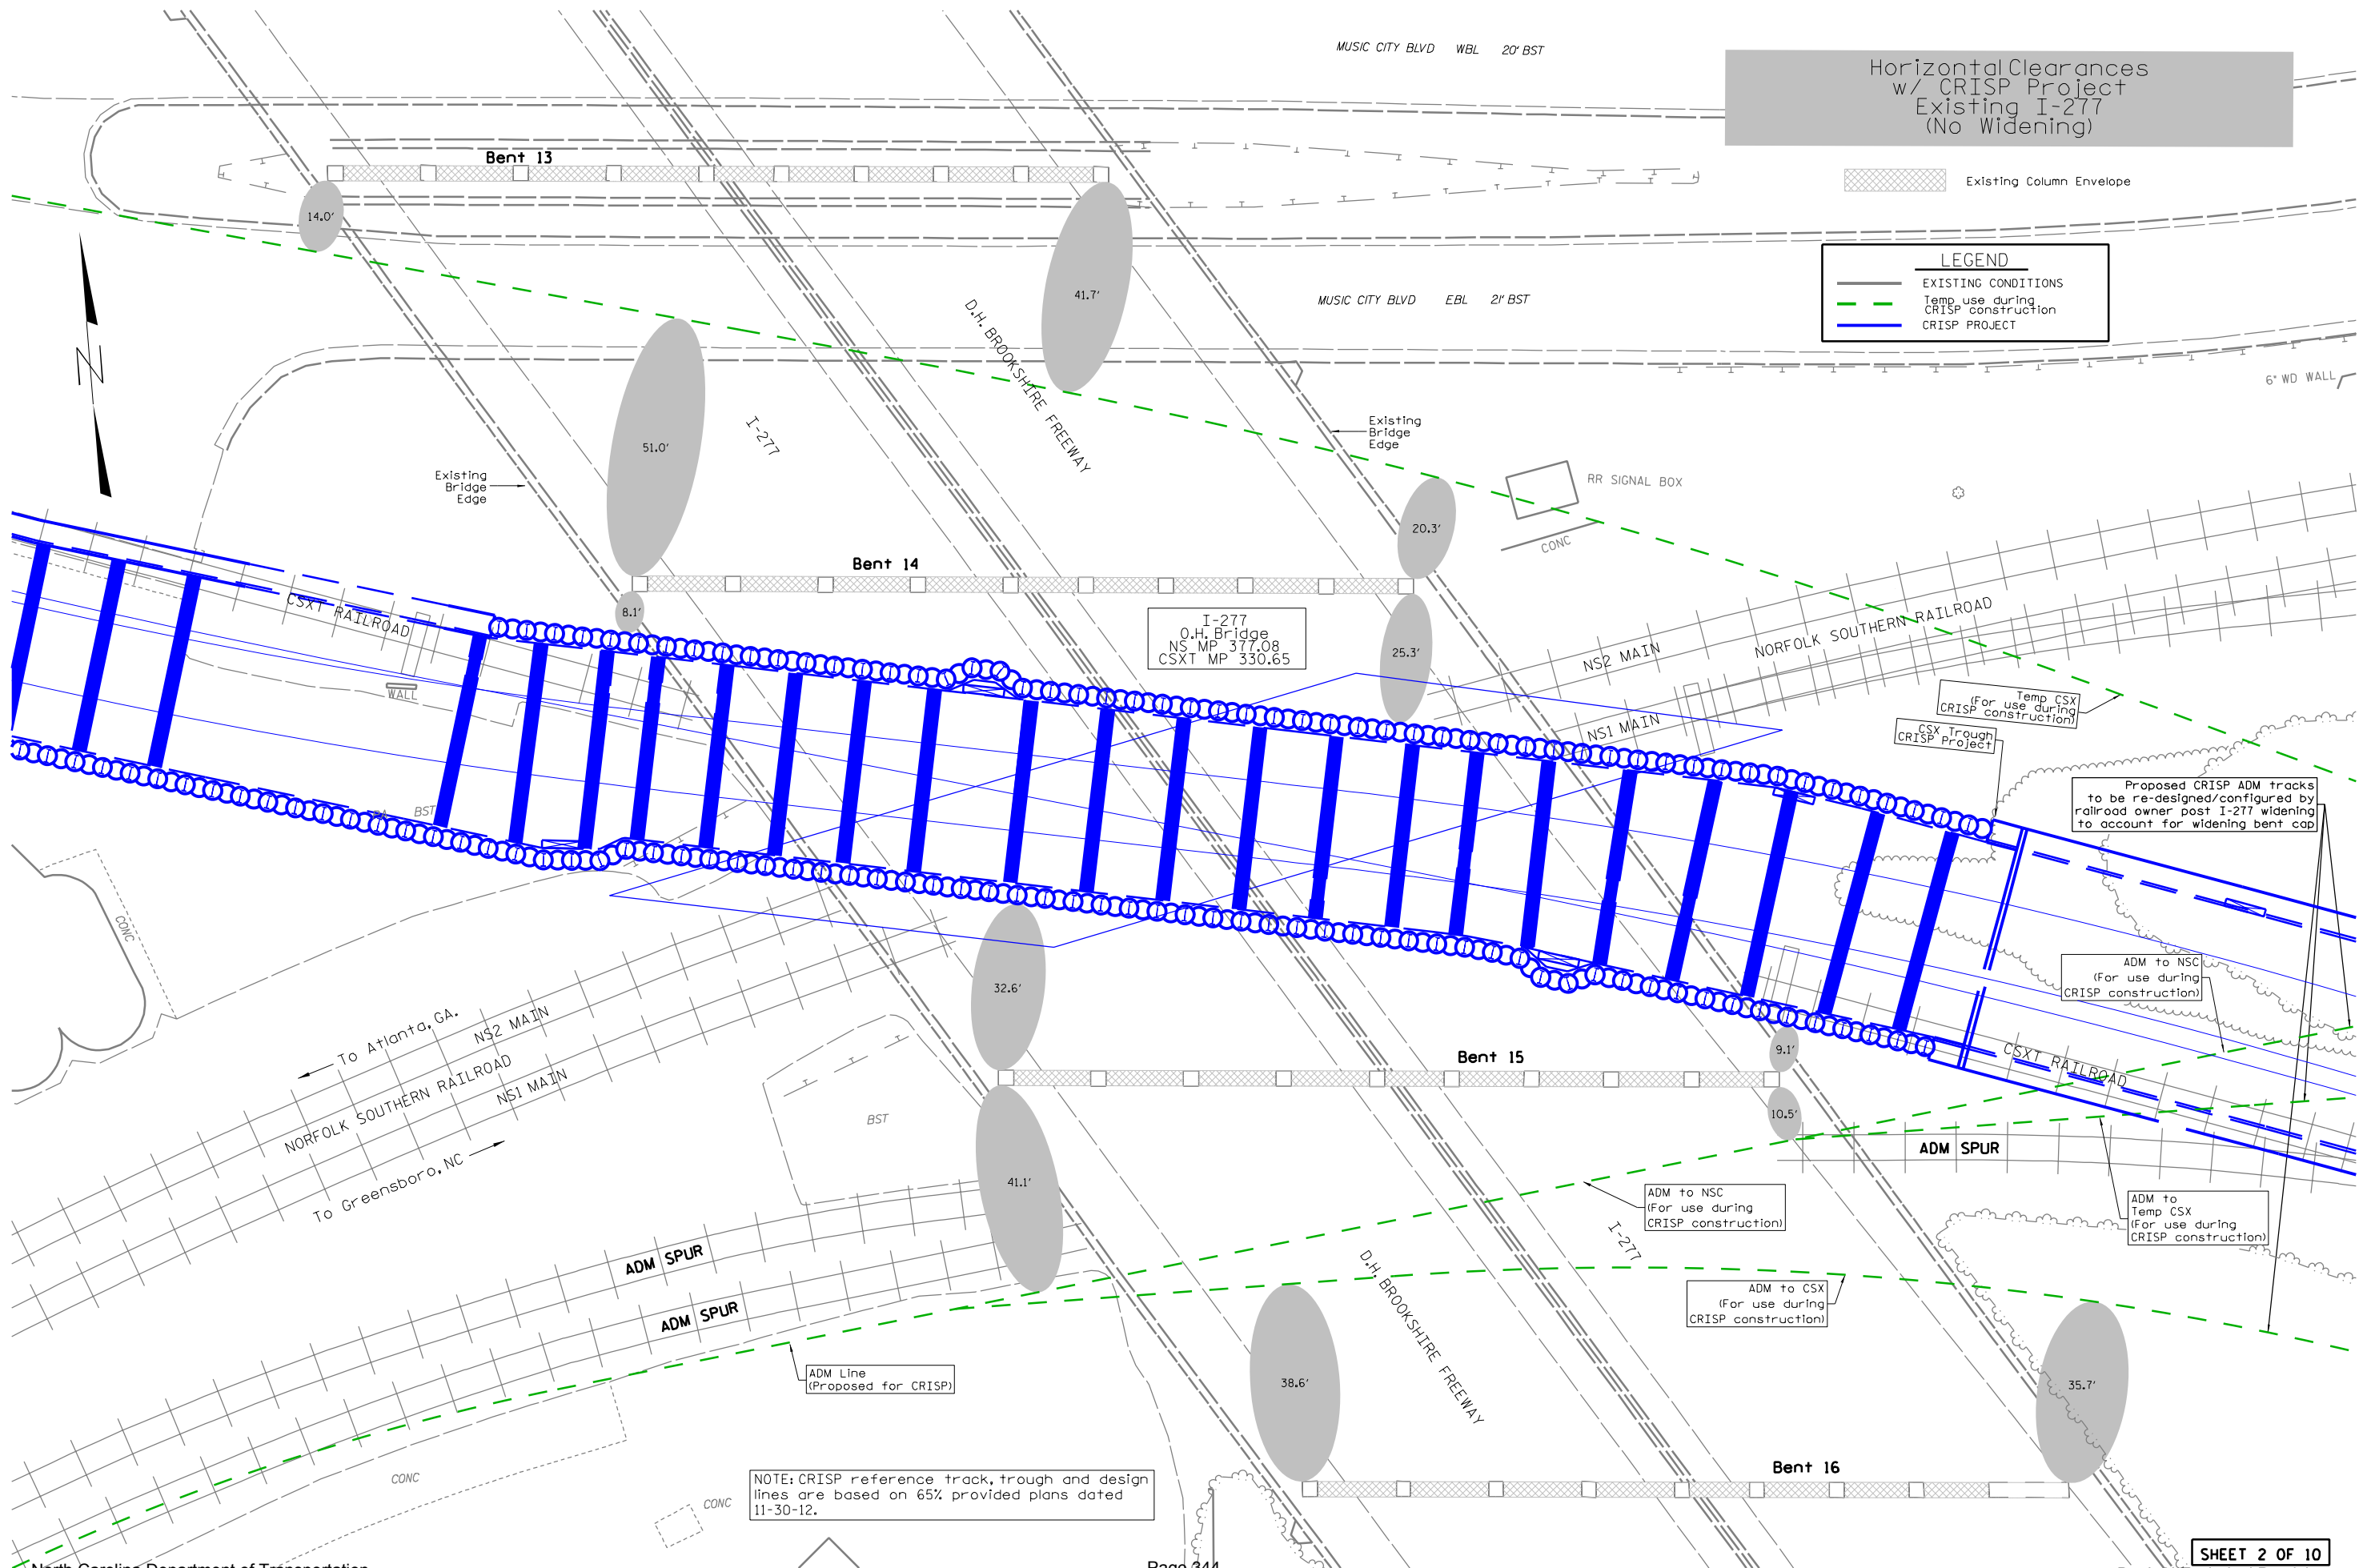 MUSIC CITY BLVD WBL 20' BST
Horizontal Clearances
w/ CRISP Project
Existing I-277
(No Widening)
Bent 13
Existing Column Envelope
14.0'
LEGEND
EXISTING CONDITIONS
Temp use during
CRISP construction
CRISP PROJECT
41.7'
MUSIC CITY BLVD EBL 21' BST
D.H. BROOKSHIRE FREEWAY
6" WD WALL
N
I-277
51.0'
Existing
Bridge
Edge
Existing
Bridge
Edge
RR SIGNAL BOX
20.3'
CONC
Bent 14
CSXT RAILROAD
8.1'
I-277
O.H. Bridge
NS MP 377.08
CSXT MP 330.65
25.3'
NS2 MAIN
NORFOLK SOUTHERN RAILROAD
NS1 MAIN
WALL
Temp CSX
(For use during
CRISP construction)
CSX Trough
CRISP Project
Proposed CRISP ADM tracks
to be re-designed/configured by
railroad owner post I-277 widening
to account for widening bent cap
BST
CONC
ADM to NSC
(For use during
CRISP construction)
32.6'
To Atlanta, GA.
NS2 MAIN
NORFOLK SOUTHERN RAILROAD
NS1 MAIN
To Greensboro, NC
Bent 15
9.1'
CSXT RAILROAD
10.5'
BST
ADM SPUR
41.1'
ADM to NSC
(For use during
CRISP construction)
ADM to
Temp CSX
(For use during
CRISP construction)
I-277
ADM SPUR
ADM SPUR
D.H. BROOKSHIRE FREEWAY
ADM to CSX
(For use during
CRISP construction)
ADM Line
(Proposed for CRISP)
38.6'
35.7'
CONC
Bent 16
NOTE: CRISP reference track, trough and design
lines are based on 65% provided plans dated
11-30-12.
CONC
North Carolina Department of Transportation
Page 344
SHEET 2 OF 10